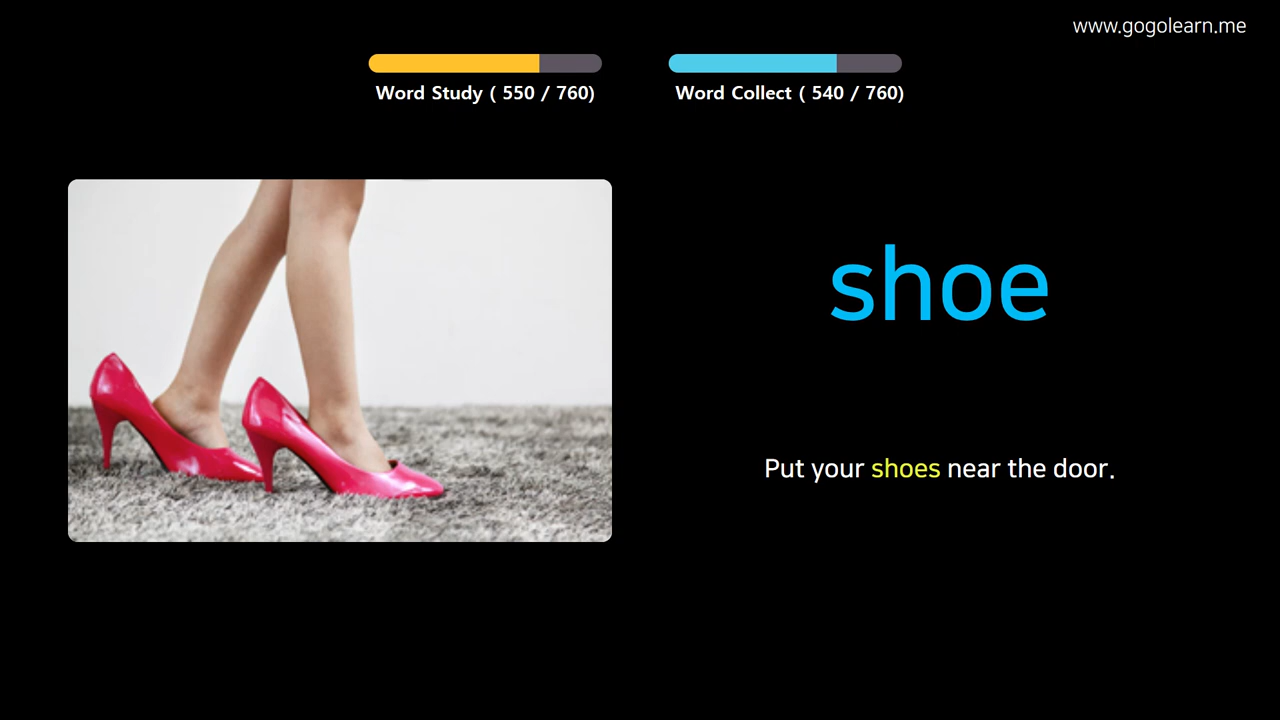 www.gogolearn.me
Word Study ( 550 / 760)
Word Collect ( 540 / 760)
shoe
Put your shoes near the door.